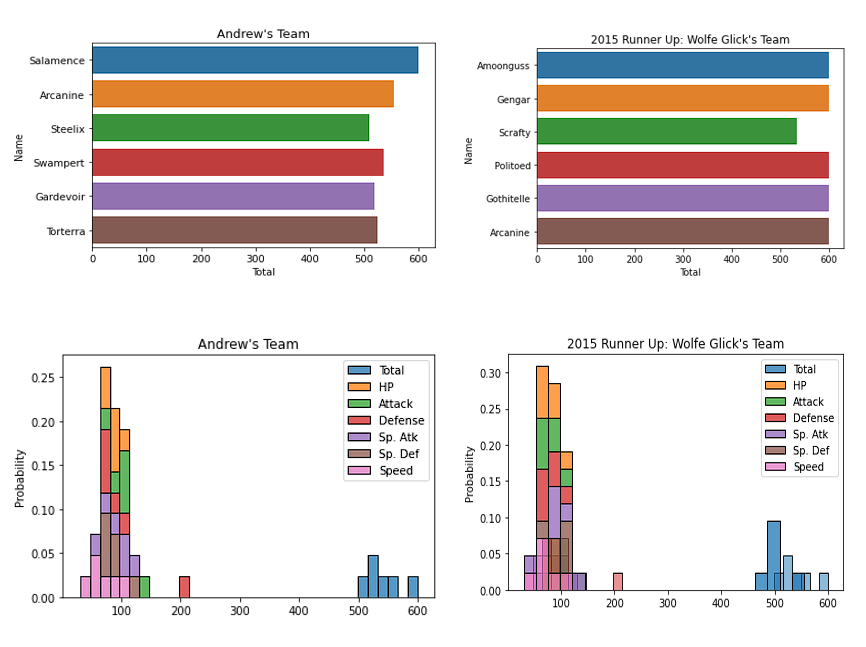 Andrew's Team
Name
Salamence
Arcanine
Steelix
Swampert
Gardevoir
Torterra
0 100 200 300 400 500 600
Total
2015 Runner Up: Wolfe Glick's Team
Name
Amoonguss
Gengar
Scrafty
Politoed
Gothitelle
Arcanine
0 100 200 300 400 500 600
Total
Andrew's Team
Probability
0.25
0.20
0.15
0.10
0.05
0.00
100 200 300 400 500 600
Total
HP
Attack
Defense
Sp. Atk
Sp. Def
Speed
2015 Runner Up: Wolfe Glick's Team
Probability
0.30
0.25
0.20
0.15
0.10
0.05
0.00
100 200 300 400 500 600
Total
HP
Attack
Defense
Sp. Atk
Sp. Def
Speed